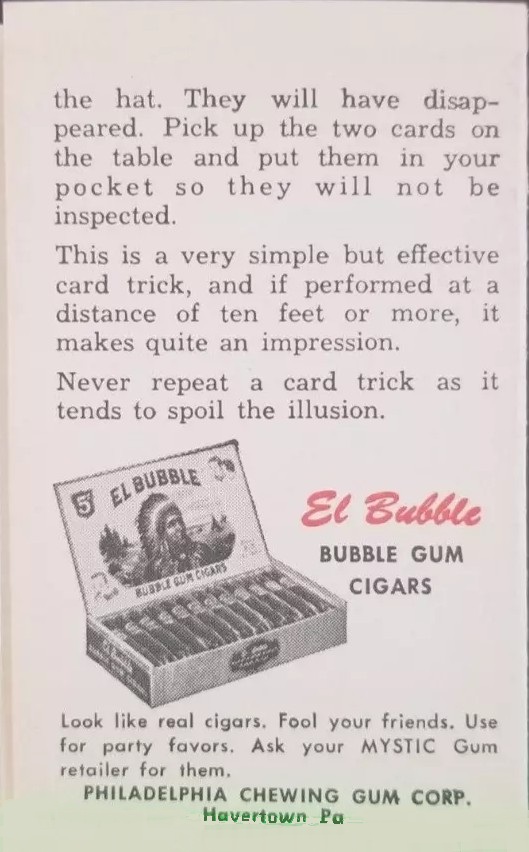 the hat. They will have disap-
peared. Pick up the two cards on
the table and put them in your
pocket so they will not be
inspected.
This is a very simple but effective
card trick, and if performed at a
distance of ten feet or more, it
makes quite an impression.
Never repeat a card trick as it
tends to spoil the illusion.
5¢
EL BUBBLE
BUBBLE GUM CIGARS
El Bubble
BUBBLE GUM
CIGARS
Look like real cigars. Fool your friends. Use
for party favors. Ask your MYSTIC Gum
retailer for them.
PHILADELPHIA CHEWING GUM CORP.
Havertown Pa